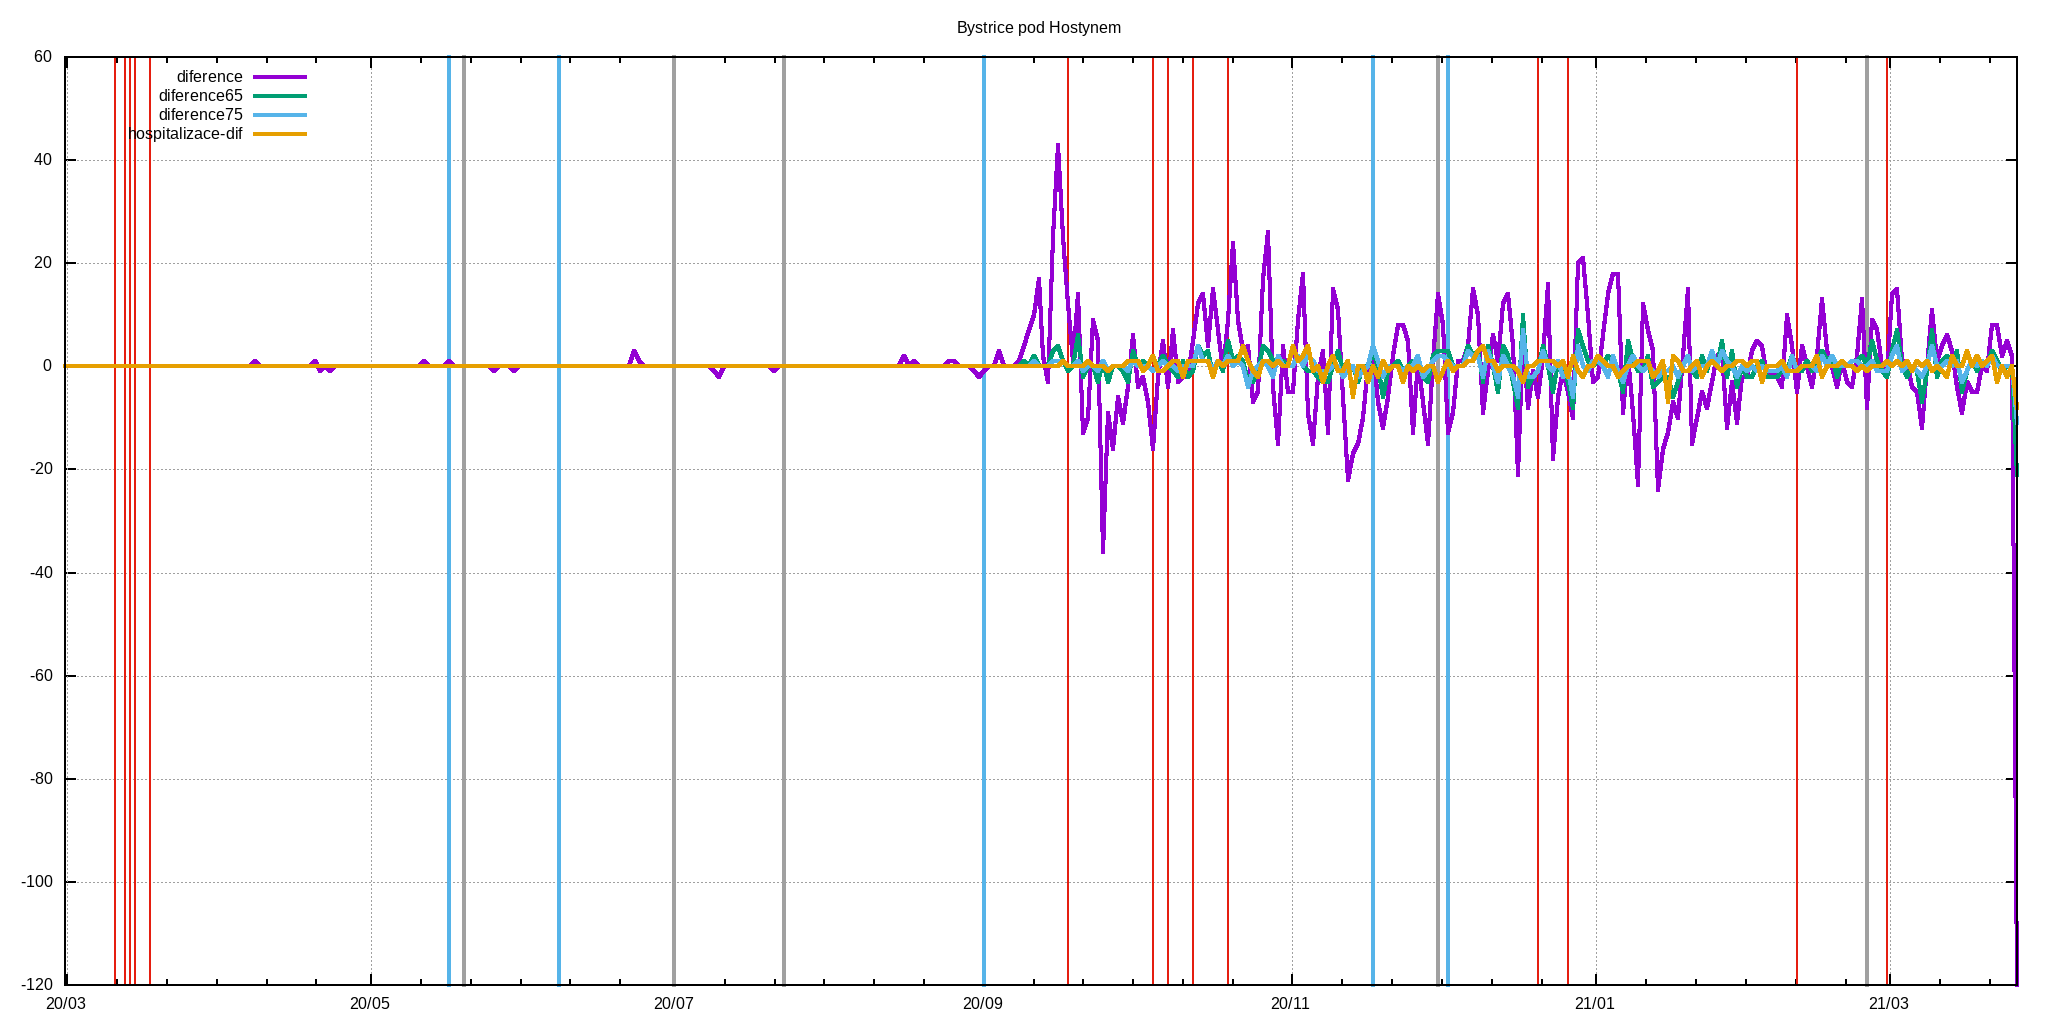 Bystrice pod Hostynem
diference
diference65
diference75
hospitalizace-dif
60
40
20
0
-20
-40
-60
-80
-100
-120
20/03 20/05 20/07 20/09 20/11 21/01 21/03